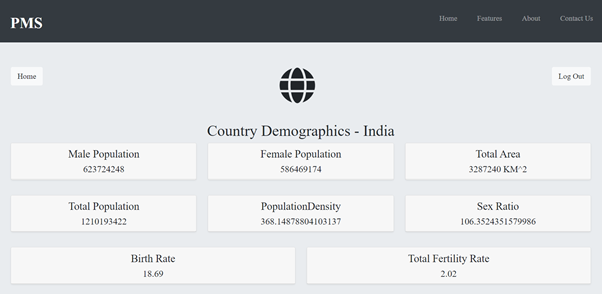 PMS
Home Features About Contact Us
Home
Log Out
Country Demographics - India
Male Population Female Population Total Area
623724248 586469174 3287240 KM^2
Total Population PopulationDensity Sex Ratio
1210193422 368.14878804103137 106.3524351579986
Birth Rate Total Fertility Rate
18.69 2.02